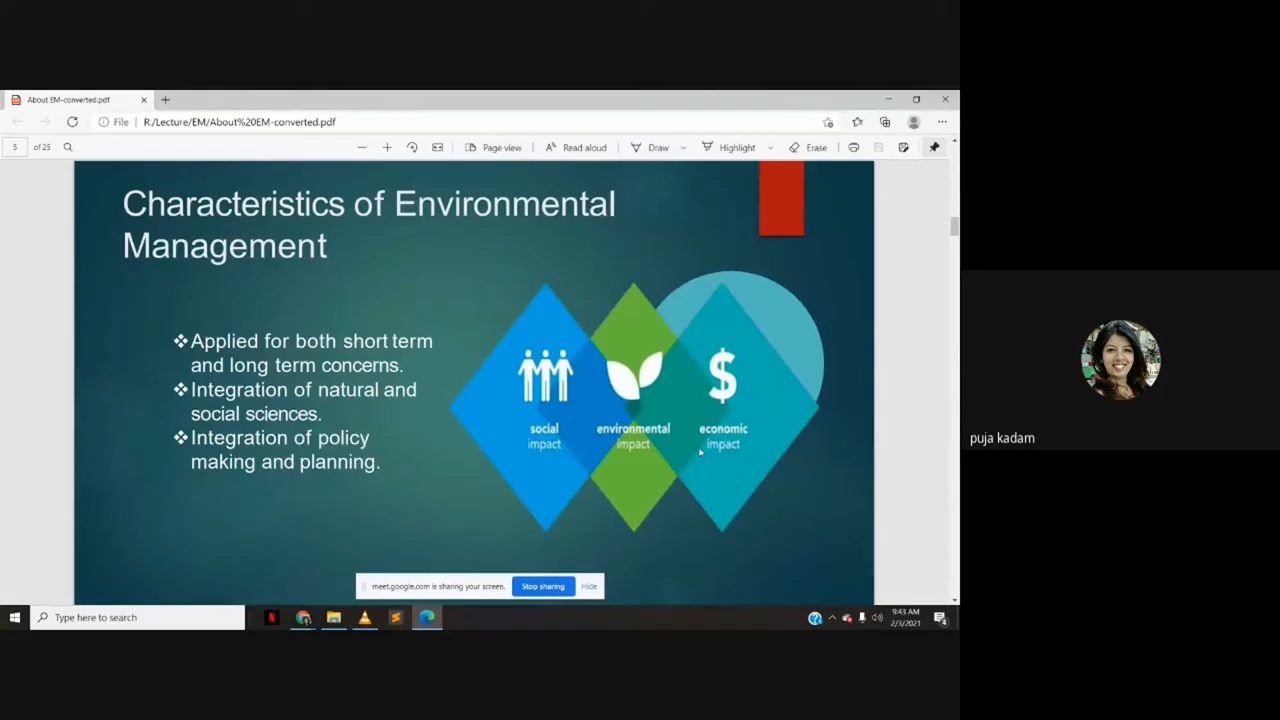 About EM-converted.pdf
File | R:/Lecture/EM/About%20EM-converted.pdf
5 of 25
Page view
Read aloud
Draw
Highlight
Erase
Characteristics of Environmental
Management
❖Applied for both short term
and long term concerns.
❖Integration of natural and
social sciences.
❖Integration of policy
making and planning.
social
impact
environmental
impact
$
economic
impact
puja kadam
meet.google.com is sharing your screen.
Stop sharing
Hide
Type here to search
9:43 AM
2/3/2021